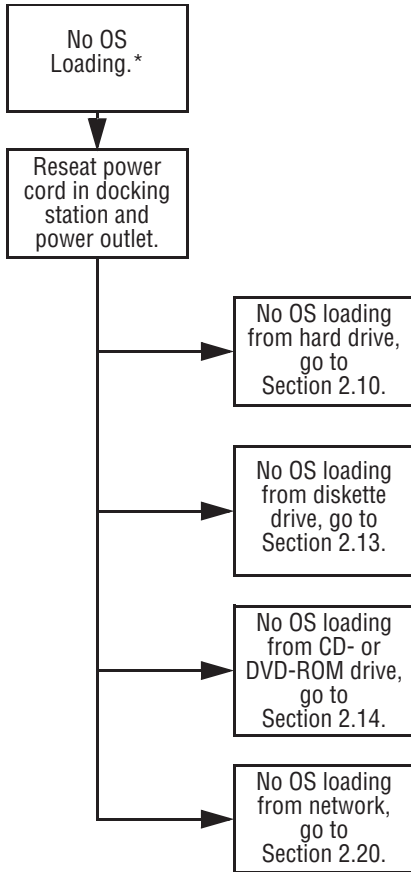 No OS
Loading.*
Reseat power
cord in docking
station and
power outlet.
No OS loading
from hard drive,
go to
Section 2.10.
No OS loading
from diskette
drive, go to
Section 2.13.
No OS loading
from CD- or
DVD-ROM drive,
go to
Section 2.14.
No OS loading
from network,
go to
Section 2.20.